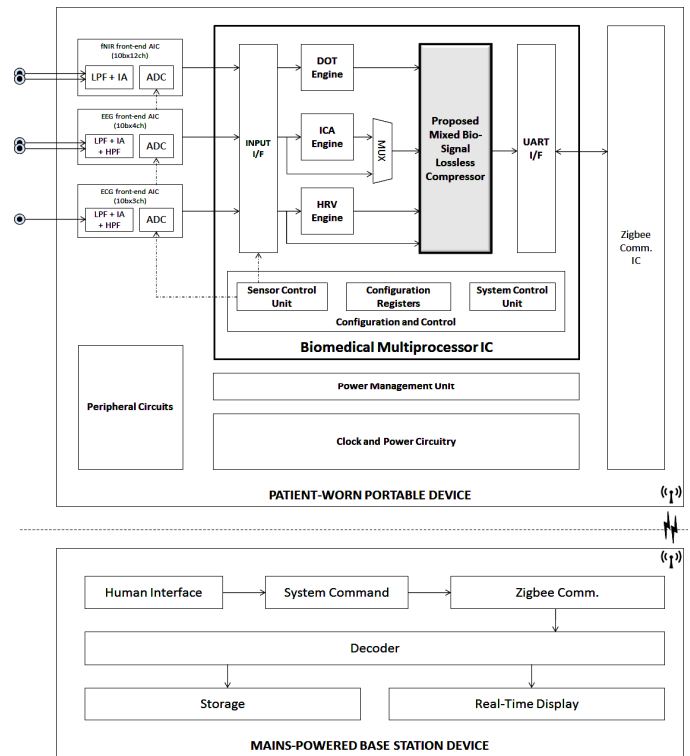 fNIR front-end AIC
(10bx12ch)
LPF + IA
ADC
EEG front-end AIC
(10bx4ch)
LPF + IA
+ HPF
ADC
ECG front-end AIC
(10bx3ch)
LPF + IA
+ HPF
ADC
INPUT
I/F
DOT
Engine
ICA
Engine
MUX
HRV
Engine
Proposed
Mixed Bio-
Signal
Lossless
Compressor
UART
I/F
Zigbee
Comm.
IC
Sensor Control
Unit
Configuration
Registers
System Control
Unit
Configuration and Control
Biomedical Multiprocessor IC
Peripheral Circuits
Power Management Unit
Clock and Power Circuitry
PATIENT-WORN PORTABLE DEVICE
Human Interface
System Command
Zigbee Comm.
Decoder
Storage
Real-Time Display
MAINS-POWERED BASE STATION DEVICE